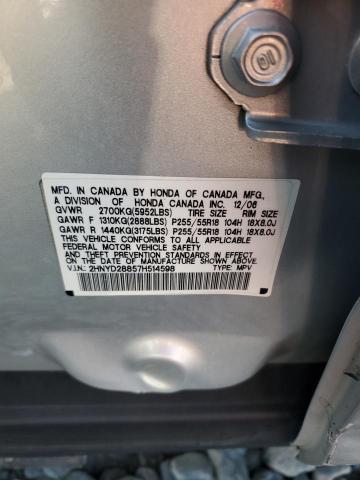 MFD. IN CANADA BY HONDA OF CANADA MFG.,
A DIVISION OF HONDA CANADA INC. 12/06
GVWR 2700KG(5952LBS) TIRE SIZE RIM SIZE
GAWR F 1310KG(2888LBS) P255/55R18 104H 18X8.0J
GAWR R 1440KG(3175LBS) P255/55R18 104H 18X8.0J
THIS VEHICLE CONFORMS TO ALL APPLICABLE
FEDERAL MOTOR VEHICLE SAFETY STANDARDS IN
EFFECT ON THE DATE OF MANUFACTURE SHOWN ABOVE.
V.I.N.: 2HNYD28857H514598 TYPE: MPV